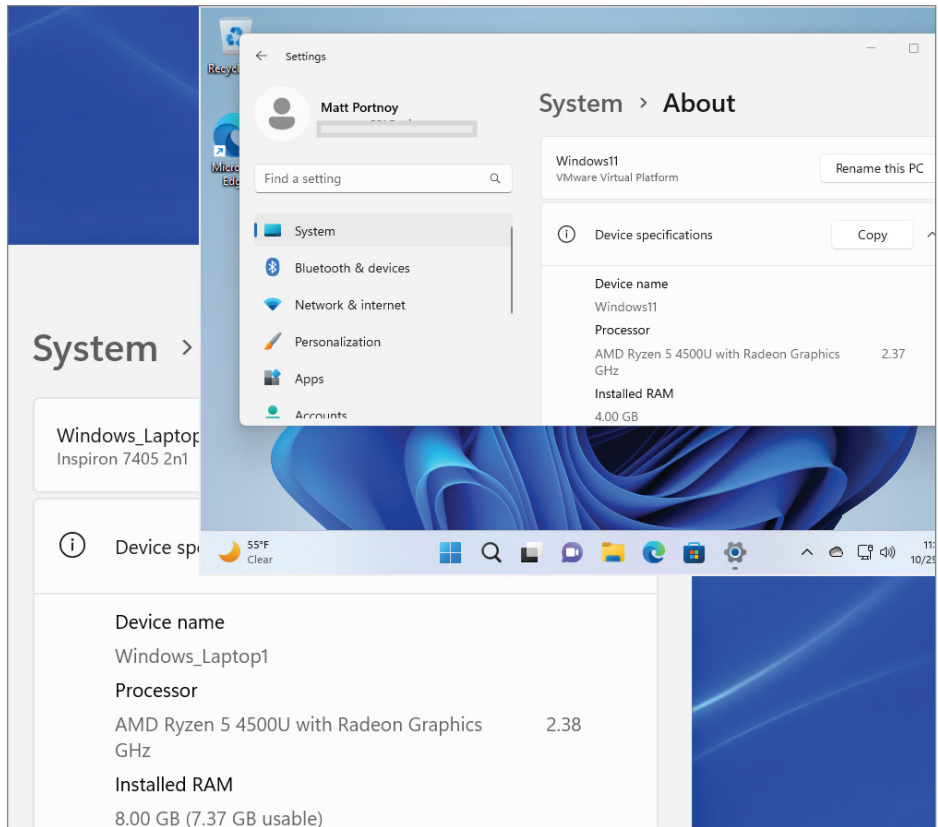 Recycl
Micro
Edg
Settings
Matt Portnoy
Find a setting
System
Bluetooth & devices
Network & internet
Personalization
Apps
Accounts
System > About
Windows11
VMware Virtual Platform
Rename this PC
Device specifications
Copy
Device name
Windows11
Processor
AMD Ryzen 5 4500U with Radeon Graphics 2.37
GHz
Installed RAM
4.00 GB
55°F
Clear
11:
10/29
System >
Windows_Laptop
Inspiron 7405 2n1
Device spe
Device name
Windows_Laptop1
Processor
AMD Ryzen 5 4500U with Radeon Graphics 2.38
GHz
Installed RAM
8.00 GB (7.37 GB usable)